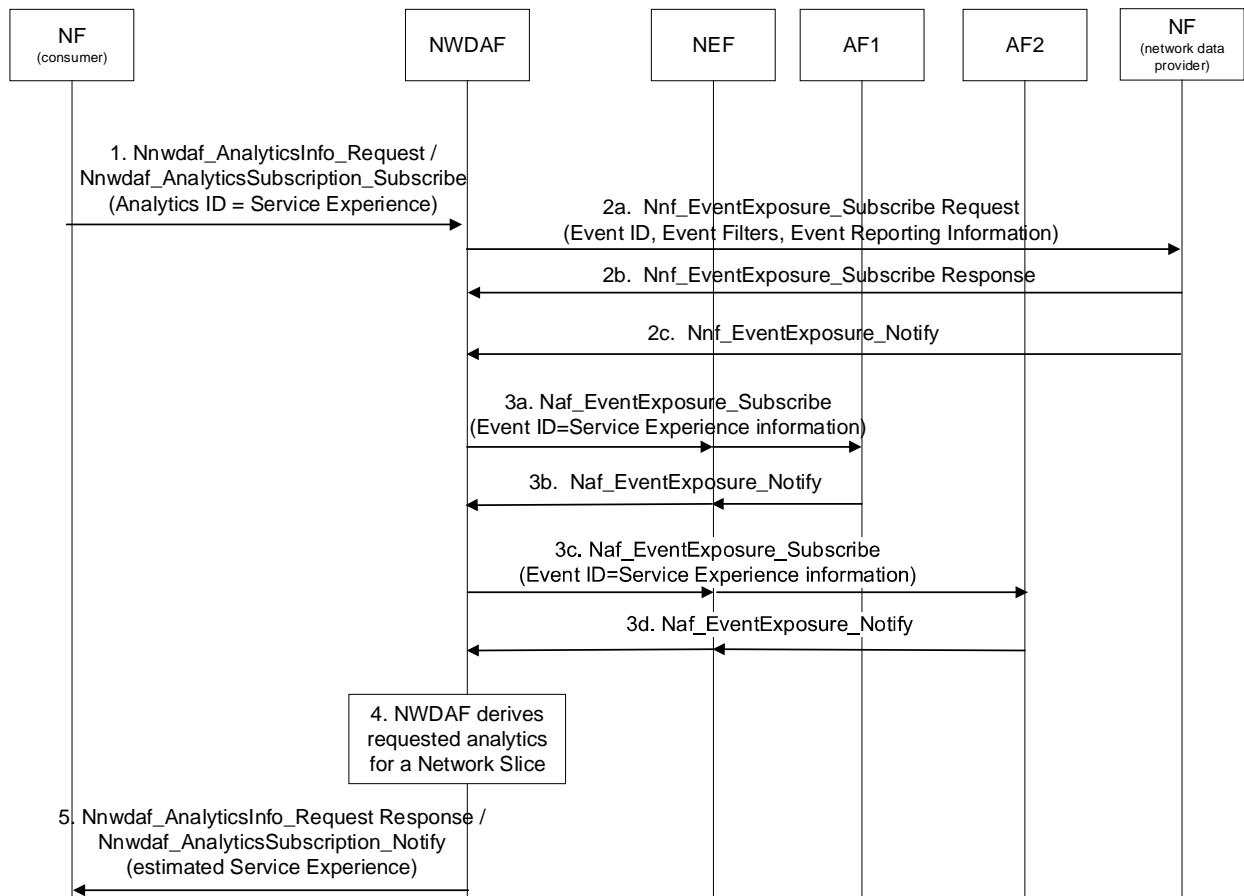 NF
(consumer)
NWDAF
NEF
AF1
AF2
NF
(network data
provider)
1. Nnwdaf_AnalyticsInfo_Request /
Nnwdaf_AnalyticsSubscription_Subscribe
(Analytics ID = Service Experience)
2a. Nnf_EventExposure_Subscribe Request
(Event ID, Event Filters, Event Reporting Information)
2b. Nnf_EventExposure_Subscribe Response
2c. Nnf_EventExposure_Notify
3a. Naf_EventExposure_Subscribe
(Event ID=Service Experience information)
3b. Naf_EventExposure_Notify
3c. Naf_EventExposure_Subscribe
(Event ID=Service Experience information)
3d. Naf_EventExposure_Notify
4. NWDAF derives
requested analytics
for a Network Slice
5. Nnwdaf_AnalyticsInfo_Request Response /
Nnwdaf_AnalyticsSubscription_Notify
(estimated Service Experience)